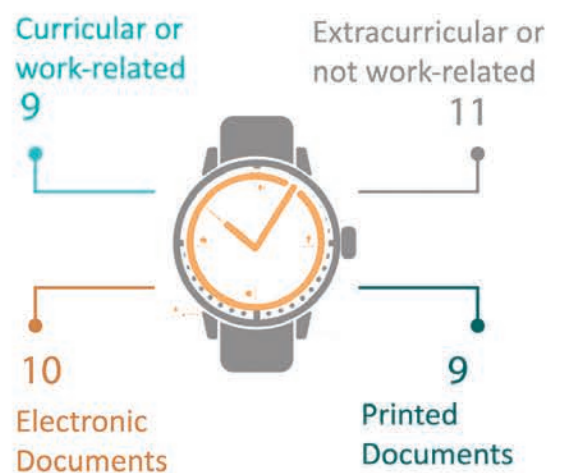 Curricular or
work-related
9
Extracurricular or
not work-related
11
10
Electronic
Documents
9
Printed
Documents